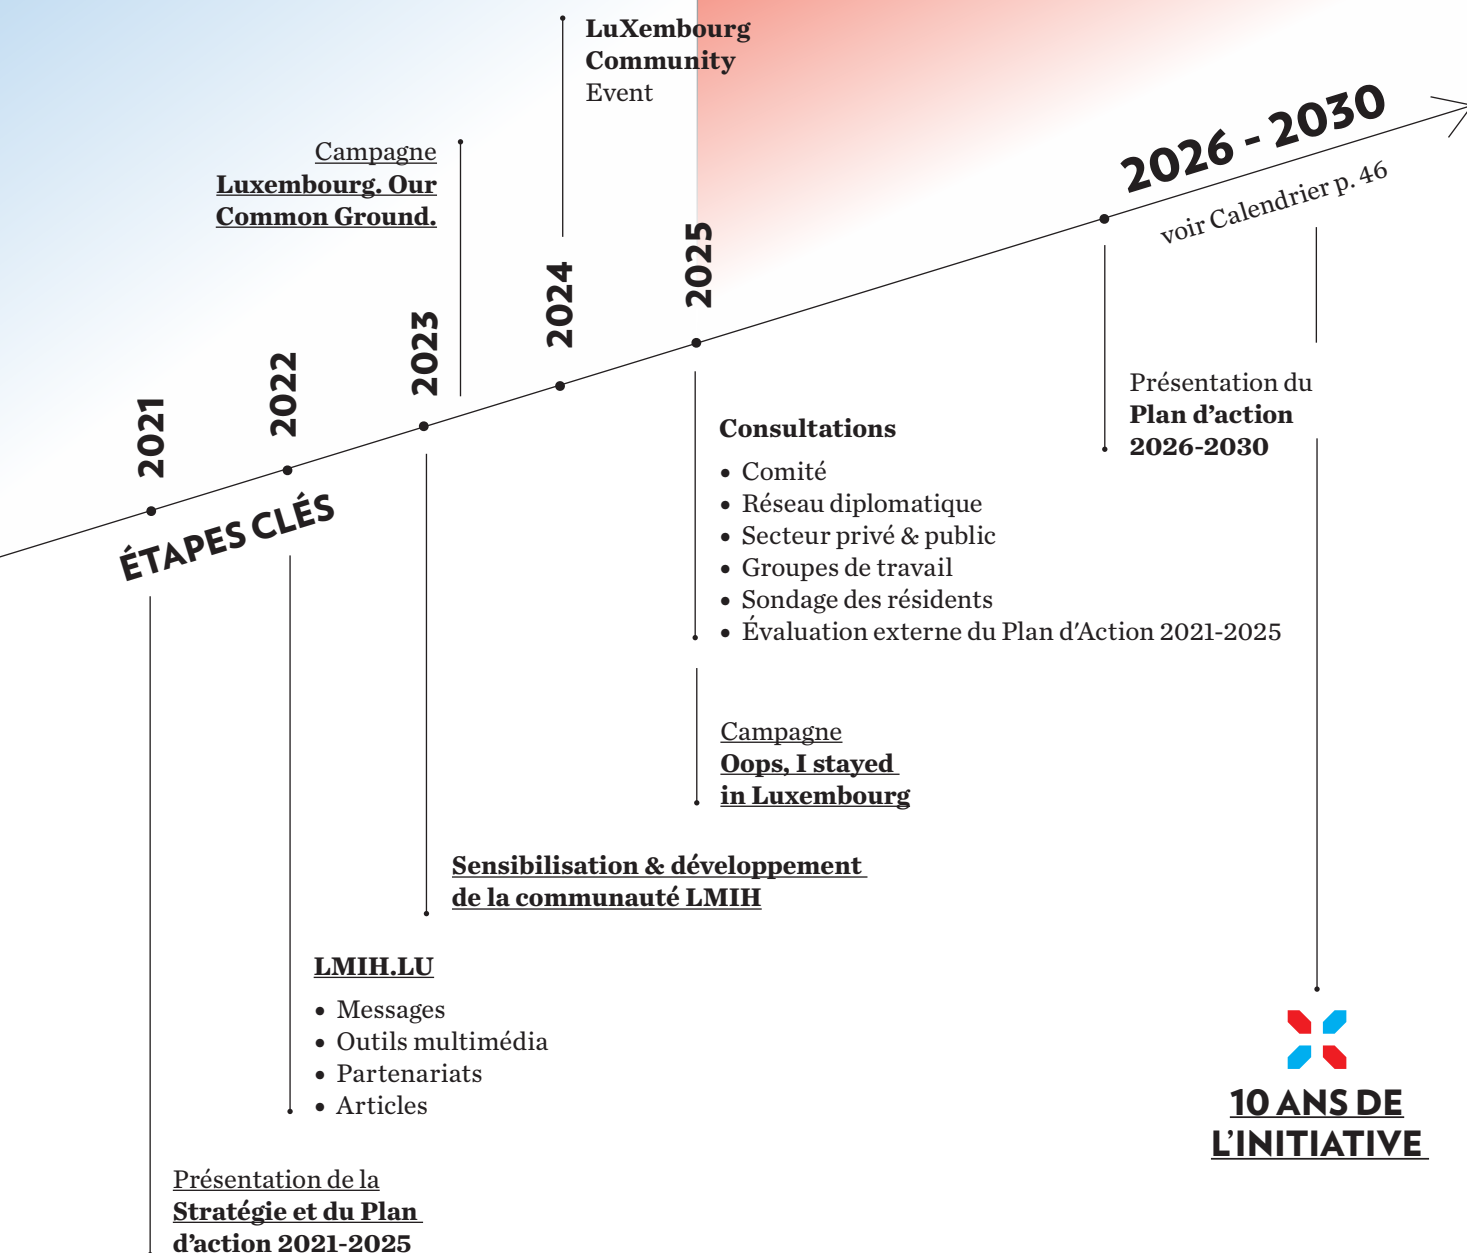 LuXembourg
Community
Event
Campagne
Luxembourg. Our
Common Ground.
2021
2022
2023
2024
2025
2026 - 2030
voir Calendrier p. 46
ÉTAPES CLÉS
Présentation du
Plan d’action
2026-2030
Consultations
• Comité
• Réseau diplomatique
• Secteur privé & public
• Groupes de travail
• Sondage des résidents
• Évaluation externe du Plan d'Action 2021-2025
Campagne
Oops, I stayed
in Luxembourg
Sensibilisation & développement
de la communauté LMIH
LMIH.LU
• Messages
• Outils multimédia
• Partenariats
• Articles
10 ANS DE
L’INITIATIVE
Présentation de la
Stratégie et du Plan
d’action 2021-2025